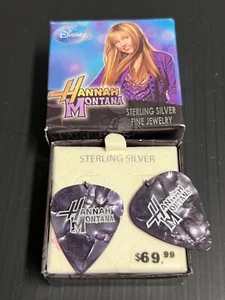 Disney
HANNAH
MONTANA
STERLING SILVER
FINE JEWELRY
STERLING SILVER
HANNAH
MONTANA
HANNAH
MONTANA
$69.99